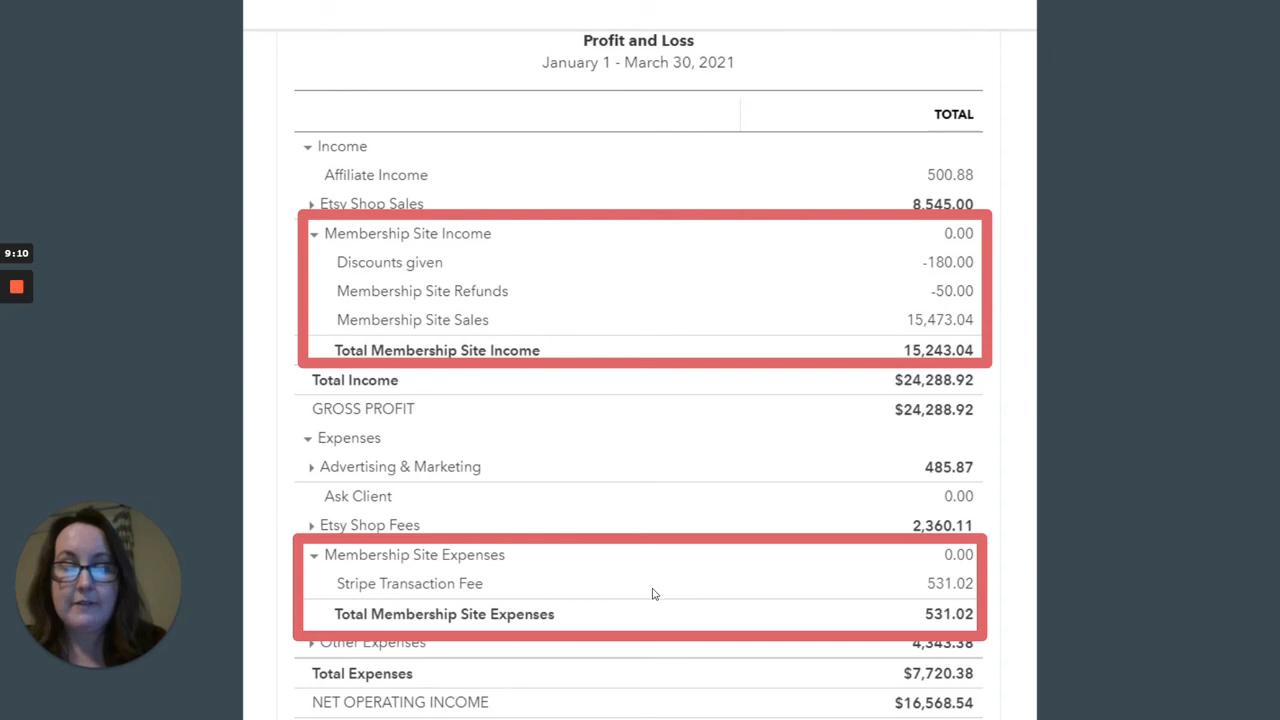 Profit and Loss
January 1 - March 30, 2021
TOTAL
Income
Affiliate Income 500.88
Etsy Shop Sales 8,545.00
Membership Site Income 0.00
Discounts given -180.00
Membership Site Refunds -50.00
Membership Site Sales 15,473.04
Total Membership Site Income 15,243.04
Total Income $24,288.92
GROSS PROFIT $24,288.92
Expenses
Advertising & Marketing 485.87
Ask Client 0.00
Etsy Shop Fees 2,360.11
Membership Site Expenses 0.00
Stripe Transaction Fee 531.02
Total Membership Site Expenses 531.02
Other Expenses 4,343.38
Total Expenses $7,720.38
NET OPERATING INCOME $16,568.54
9:10